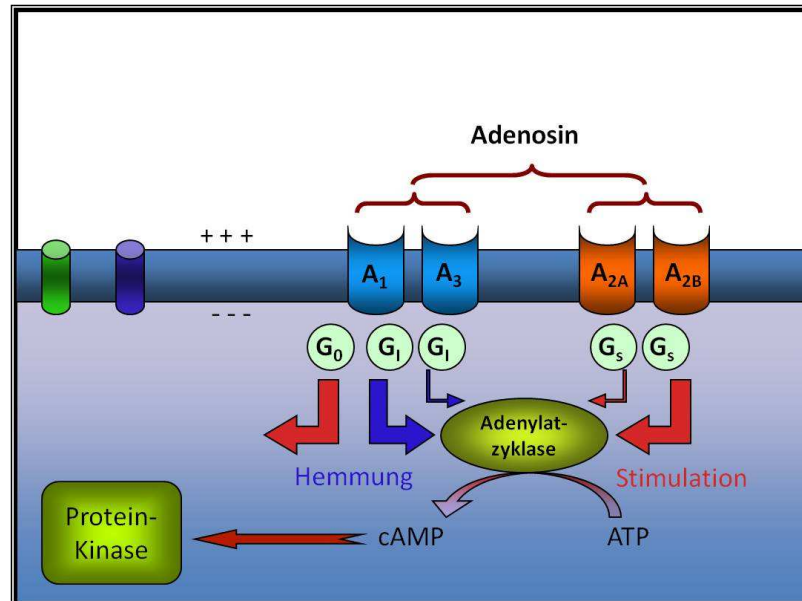 Adenosin
+ + +
A₁ A₃ A₂A A₂B
- - -
G₀ Gᵢ Gᵢ Gₛ Gₛ
Adenylat-
zyklase
Hemmung Stimulation
Protein-
Kinase
cAMP ATP